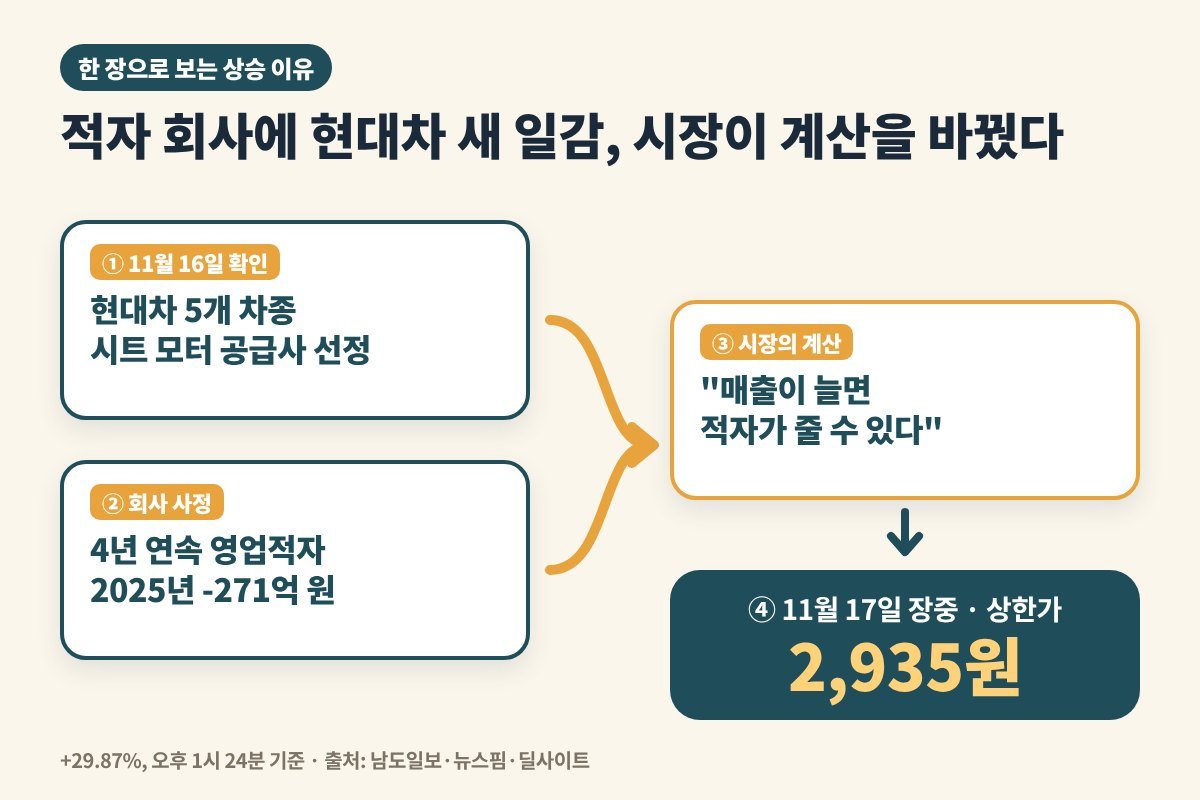 한 장으로 보는 상승 이유
적자 회사에 현대차 새 일감, 시장이 계산을 바꿨다
① 11월 16일 확인
현대차 5개 차종
시트 모터 공급사 선정
② 회사 사정
4년 연속 영업적자
2025년 -271억 원
③ 시장의 계산
"매출이 늘면
적자가 줄 수 있다"
④ 11월 17일 장중 · 상한가
2,935원
+29.87%, 오후 1시 24분 기준 · 출처: 남도일보·뉴스핌·딜사이트